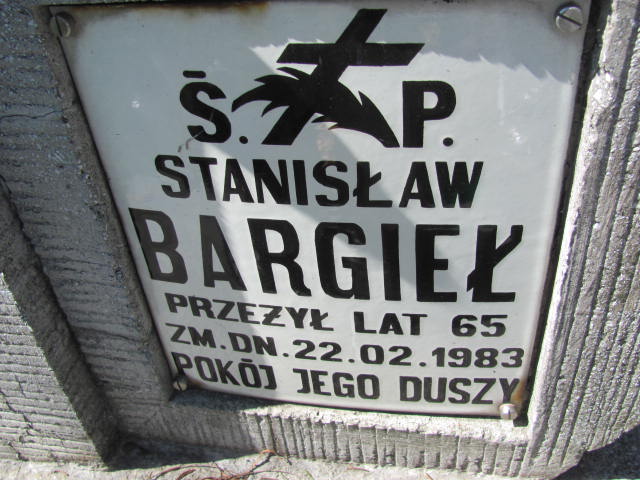 Ś. P.
STANISŁAW
BARGIEŁ
PRZEŻYŁ LAT 65
ZM. DN. 22.02.1983
POKÓJ JEGO DUSZY